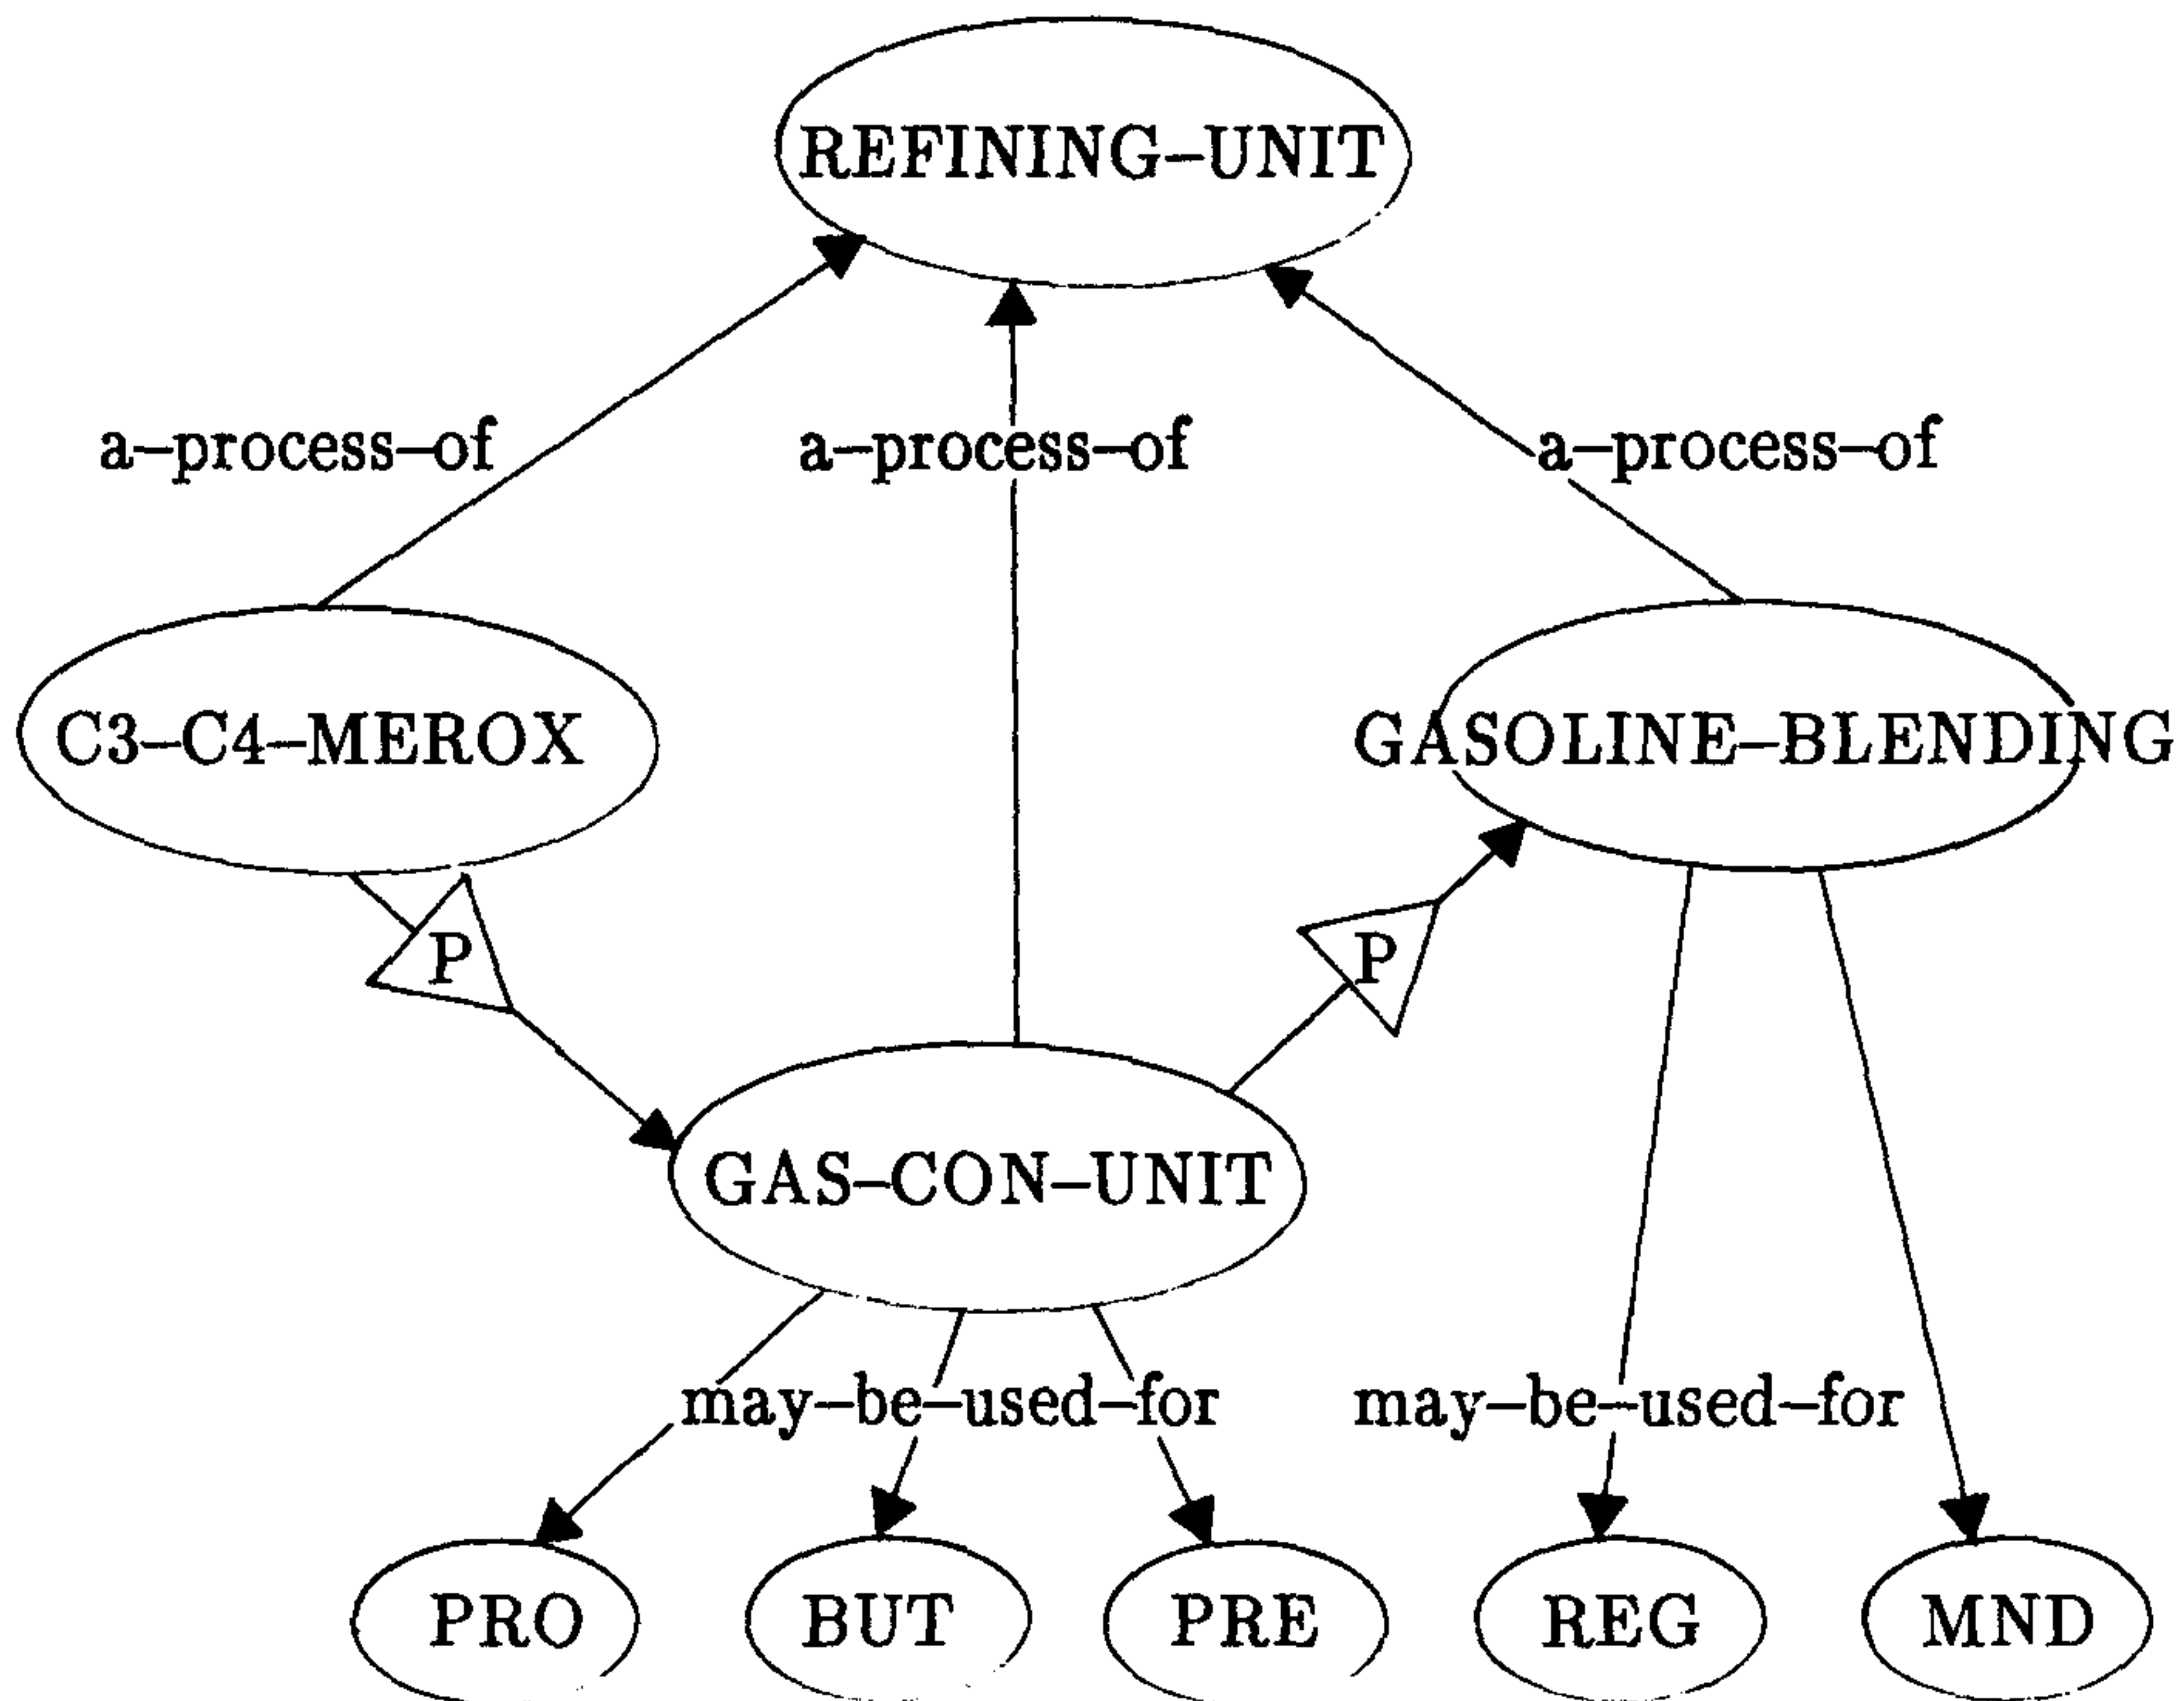 REFINING–UNIT
a–process–of a–process–of a–process–of
C3–C4–MEROX GASOLINE–BLENDING
P P
GAS–CON–UNIT
may–be–used–for may–be–used–for
PRO BUT PRE REG MND